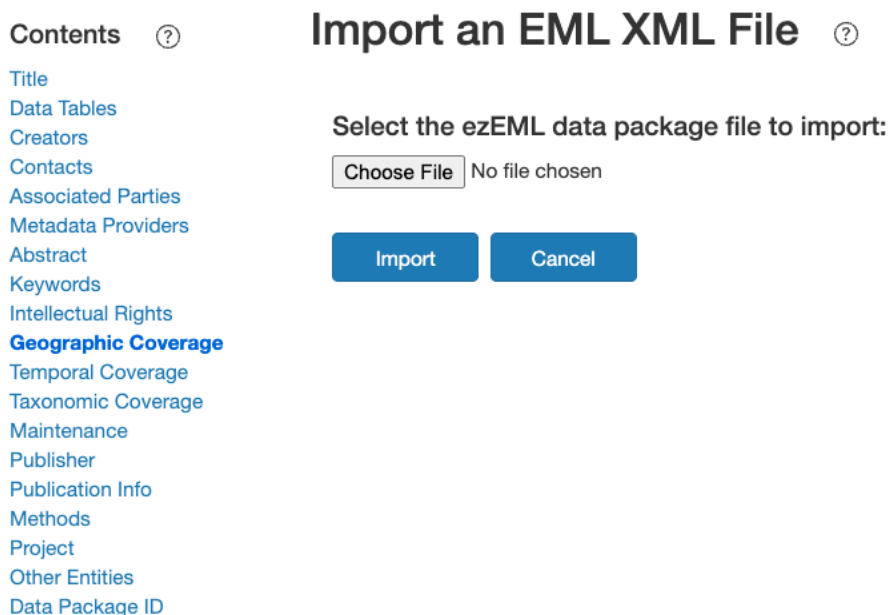 Contents ?
Title
Data Tables
Creators
Contacts
Associated Parties
Metadata Providers
Abstract
Keywords
Intellectual Rights
Geographic Coverage
Temporal Coverage
Taxonomic Coverage
Maintenance
Publisher
Publication Info
Methods
Project
Other Entities
Data Package ID
Import an EML XML File ?
Select the ezEML data package file to import:
Choose File No file chosen
Import Cancel